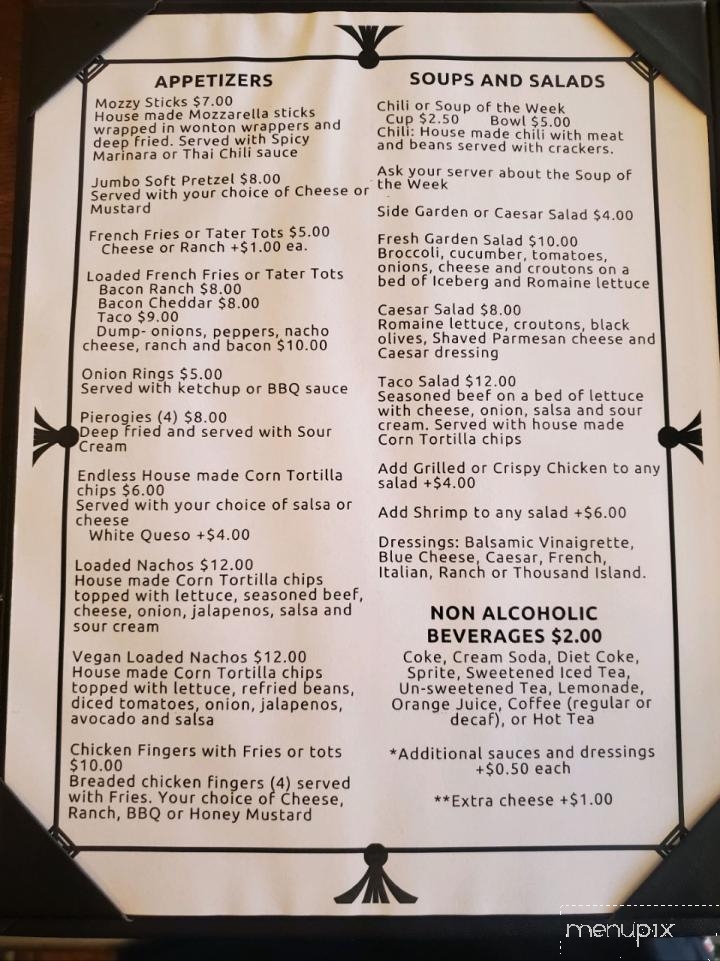 APPETIZERS
Mozzy Sticks $7.00
House made Mozzarella sticks
wrapped in wonton wrappers and
deep fried. Served with Spicy
Marinara or Thai Chili sauce
Jumbo Soft Pretzel $8.00
Served with your choice of Cheese or
Mustard
French Fries or Tater Tots $5.00
Cheese or Ranch +$1.00 ea.
Loaded French Fries or Tater Tots
Bacon Ranch $8.00
Bacon Cheddar $8.00
Taco $9.00
Dump- onions, peppers, nacho
cheese, ranch and bacon $10.00
Onion Rings $5.00
Served with ketchup or BBQ sauce
Pierogies (4) $8.00
Deep fried and served with Sour
Cream
Endless House made Corn Tortilla
chips $6.00
Served with your choice of salsa or
cheese
White Queso +$4.00
Loaded Nachos $12.00
House made Corn Tortilla chips
topped with lettuce, seasoned beef,
cheese, onion, jalapenos, salsa and
sour cream
Vegan Loaded Nachos $12.00
House made Corn Tortilla chips
topped with lettuce, refried beans,
diced tomatoes, onion, jalapenos,
avocado and salsa
Chicken Fingers with Fries or tots
$10.00
Breaded chicken fingers (4) served
with Fries. Your choice of Cheese,
Ranch, BBQ or Honey Mustard
SOUPS AND SALADS
Chili or Soup of the Week
Cup $2.50 Bowl $5.00
Chili: House made chili with meat
and beans served with crackers.
Ask your server about the Soup of
the Week
Side Garden or Caesar Salad $4.00
Fresh Garden Salad $10.00
Broccoli, cucumber, tomatoes,
onions, cheese and croutons on a
bed of Iceberg and Romaine lettuce
Caesar Salad $8.00
Romaine lettuce, croutons, black
olives, Shaved Parmesan cheese and
Caesar dressing
Taco Salad $12.00
Seasoned beef on a bed of lettuce
with cheese, onion, salsa and sour
cream. Served with house made
Corn Tortilla chips
Add Grilled or Crispy Chicken to any
salad +$4.00
Add Shrimp to any salad +$6.00
Dressings: Balsamic Vinaigrette,
Blue Cheese, Caesar, French,
Italian, Ranch or Thousand Island.
NON ALCOHOLIC
BEVERAGES $2.00
Coke, Cream Soda, Diet Coke,
Sprite, Sweetened Iced Tea,
Un-sweetened Tea, Lemonade,
Orange Juice, Coffee (regular or
decaf), or Hot Tea
*Additional sauces and dressings
+$0.50 each
**Extra cheese +$1.00
menupix